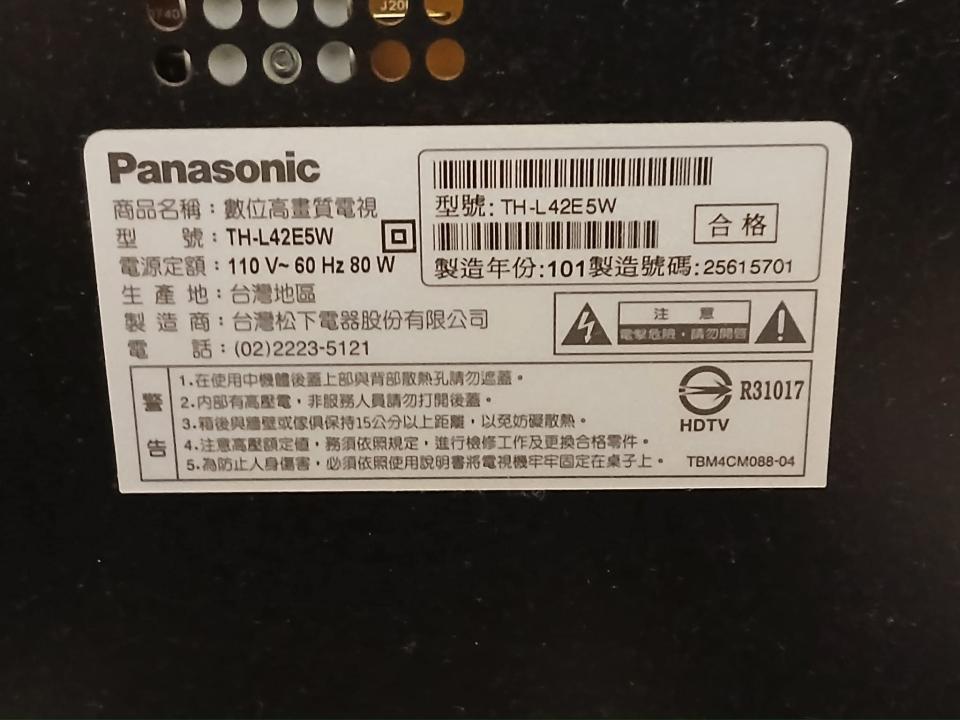 J20
Panasonic
商品名稱：數位高畫質電視
型　　號：TH-L42E5W
電源定額：110 V~ 60 Hz 80 W
生 產 地：台灣地區
製 造 商：台灣松下電器股份有限公司
電　　話：(02)2223-5121
型號: TH-L42E5W
合格
製造年份:101製造號碼:25615701
注　意
電擊危險・請勿開啓
警告
1.在使用中機體後蓋上部與背部散熱孔請勿遮蓋。
2.內部有高壓電，非服務人員請勿打開後蓋。
3.箱後與牆壁或傢俱保持15公分以上距離，以免妨礙散熱。
4.注意高壓額定值，務須依照規定，進行檢修工作及更換合格零件。
5.為防止人身傷害，必須依照使用說明書將電視機牢牢固定在桌子上。
R31017
HDTV
TBM4CM088-04